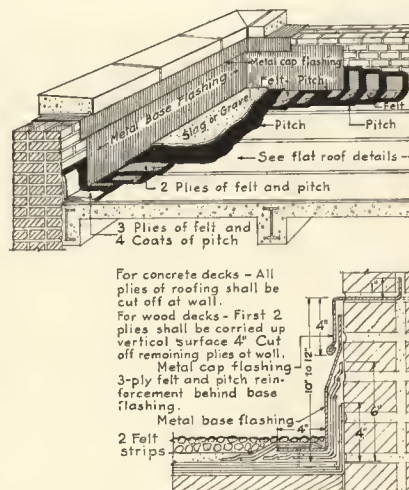 Metal cap flashing
Felt
Pitch
Metal Base Flashing
Slag or Gravel
Felt
Pitch
Pitch
See flat roof details
2 Plies of felt and pitch
3 Plies of felt and
4 Coats of pitch
For concrete decks - All
plies of roofing shall be
cut off at wall.
For wood decks - First 2
plies shall be carried up
vertical surface 4" Cut
off remaining plies at wall.
Metal cap flashing
3-ply felt and pitch rein-
forcement behind base
flashing.
Metal base flashing
2 Felt
strips
4"
10" to 12"
6"
4"
4"